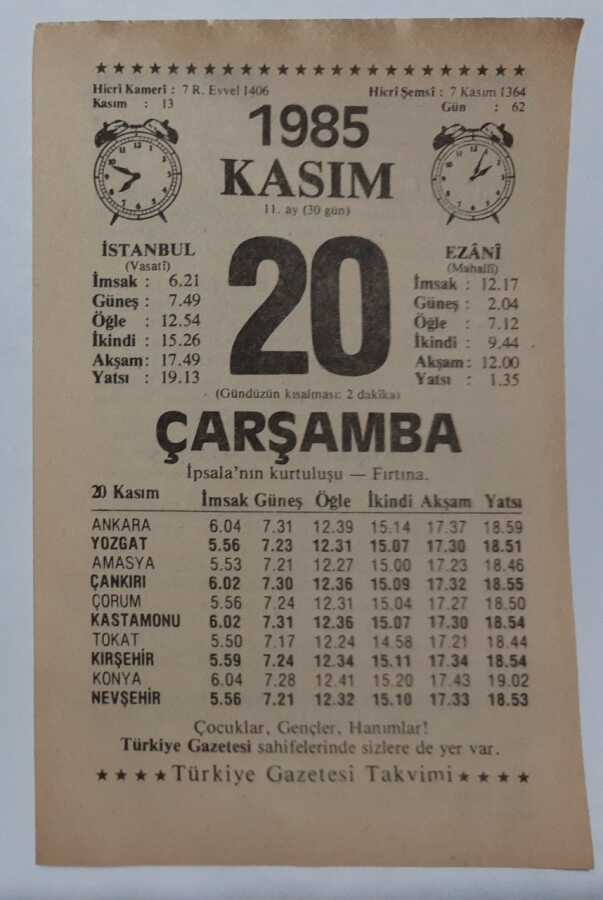 Hicrî Kamerî : 7 R. Evvel 1406
Kasım : 13
Hicrî Şemsî : 7 Kasım 1364
Gün : 62
1985
KASIM
11. ay (30 gün)
İSTANBUL
(Vasatî)
İmsak : 6.21
Güneş : 7.49
Öğle : 12.54
İkindi : 15.26
Akşam : 17.49
Yatsı : 19.13
20
EZÂNÎ
(Mahallî)
İmsak : 12.17
Güneş : 2.04
Öğle : 7.12
İkindi : 9.44
Akşam : 12.00
Yatsı : 1.35
(Gündüzün kısalması: 2 dakika)
ÇARŞAMBA
İpsala'nın kurtuluşu — Fırtına.
20 Kasım İmsak Güneş Öğle İkindi Akşam Yatsı
ANKARA 6.04 7.31 12.39 15.14 17.37 18.59
YOZGAT 5.56 7.23 12.31 15.07 17.30 18.51
AMASYA 5.53 7.21 12.27 15.00 17.23 18.46
ÇANKIRI 6.02 7.30 12.36 15.09 17.32 18.55
ÇORUM 5.56 7.24 12.31 15.04 17.27 18.50
KASTAMONU 6.02 7.31 12.36 15.07 17.30 18.54
TOKAT 5.50 7.17 12.24 14.58 17.21 18.44
KIRŞEHİR 5.59 7.24 12.34 15.11 17.34 18.54
KONYA 6.04 7.28 12.41 15.20 17.43 19.02
NEVŞEHİR 5.56 7.21 12.32 15.10 17.33 18.53
Çocuklar, Gençler, Hanımlar!
Türkiye Gazetesi sahifelerinde sizlere de yer var.
★ ★ ★ ★ Türkiye Gazetesi Takvimi ★ ★ ★ ★